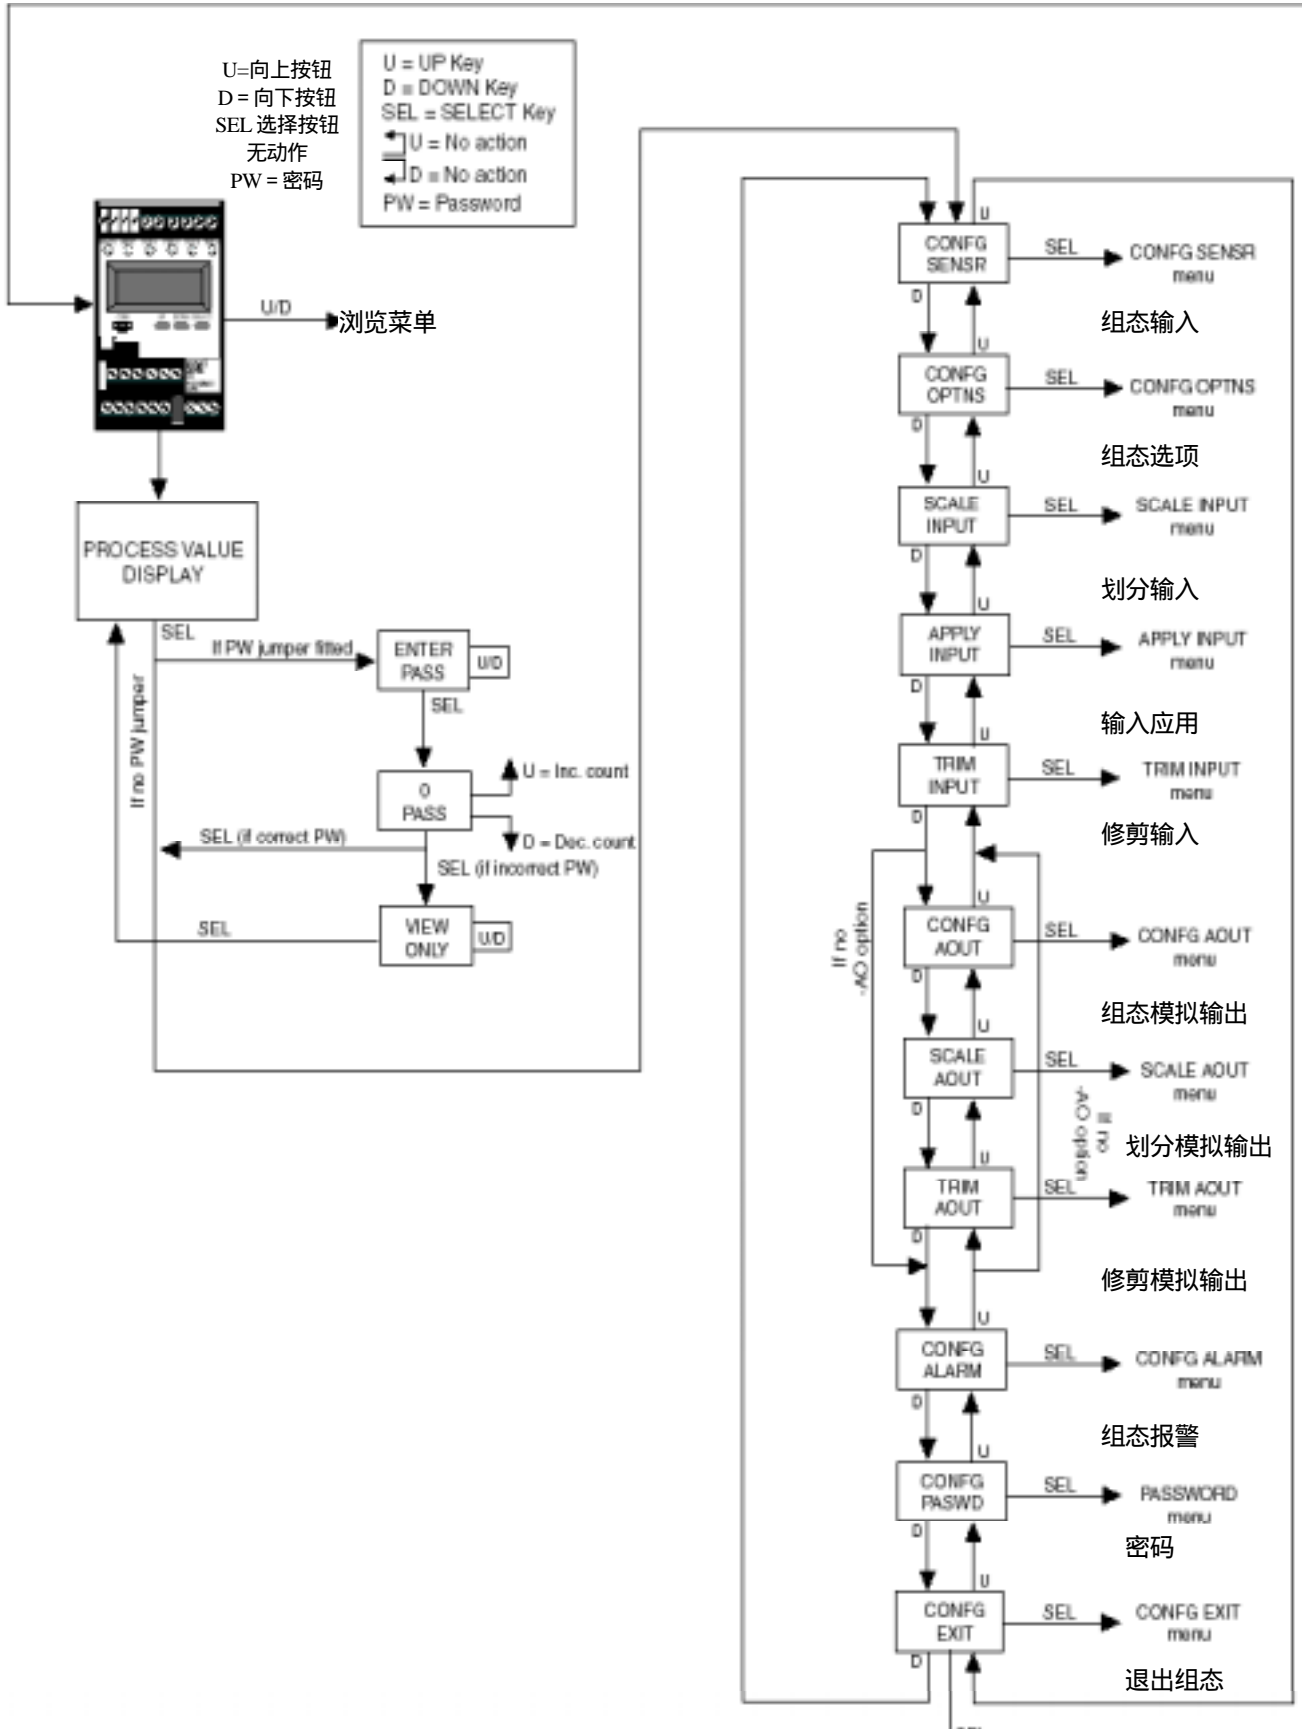 U=向上按钮
D = 向下按钮
SEL 选择按钮
无动作
PW = 密码
U = UP Key
D = DOWN Key
SEL = SELECT Key
U = No action
D = No action
PW = Password
U/D
浏览菜单
PROCESS VALUE
DISPLAY
SEL
If PW jumper fitted
If no PW jumper
ENTER
PASS
U/D
SEL
0
PASS
U = Inc. count
D = Dec. count
SEL (if correct PW)
SEL (if incorrect PW)
VIEW
ONLY
U/D
SEL
U
CONFG
SENSR
SEL
CONFG SENSR
menu
D
组态输入
U
CONFG
OPTNS
SEL
CONFG OPTNS
menu
D
组态选项
U
SCALE
INPUT
SEL
SCALE INPUT
menu
D
划分输入
U
APPLY
INPUT
SEL
APPLY INPUT
menu
D
输入应用
U
TRIM
INPUT
SEL
TRIM INPUT
menu
D
修剪输入
If no
-AO option
U
CONFG
AOUT
SEL
CONFG AOUT
menu
D
组态模拟输出
U
SCALE
AOUT
SEL
SCALE AOUT
menu
D
If no
-AO option
划分模拟输出
U
TRIM
AOUT
SEL
TRIM AOUT
menu
D
修剪模拟输出
U
CONFG
ALARM
SEL
CONFG ALARM
menu
D
组态报警
U
CONFG
PASWD
SEL
PASSWORD
menu
D
密码
U
CONFG
EXIT
SEL
CONFG EXIT
menu
D
退出组态